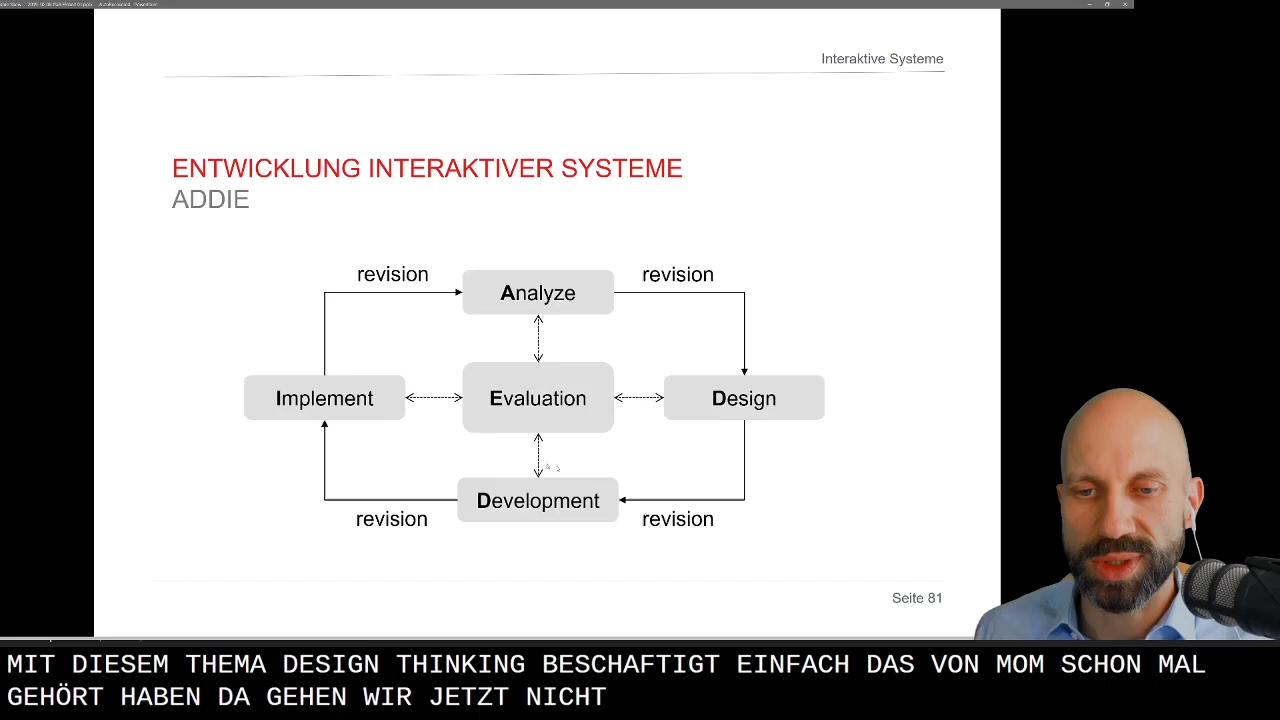 Interaktive Systeme
ENTWICKLUNG INTERAKTIVER SYSTEME
ADDIE
revision
Analyze
revision
Implement
Evaluation
Design
Development
revision
revision
Seite 81
MIT DIESEM THEMA DESIGN THINKING BESCHAFTIGT EINFACH DAS VON MOM SCHON MAL
GEHÖRT HABEN DA GEHEN WIR JETZT NICHT